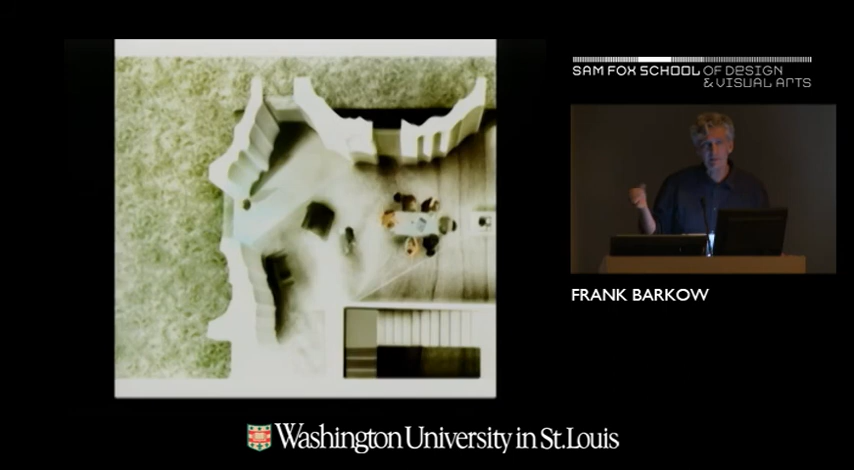 SAM FOX SCHOOL OF DESIGN
& VISUAL ARTS
FRANK BARKOW
Washington University in St. Louis